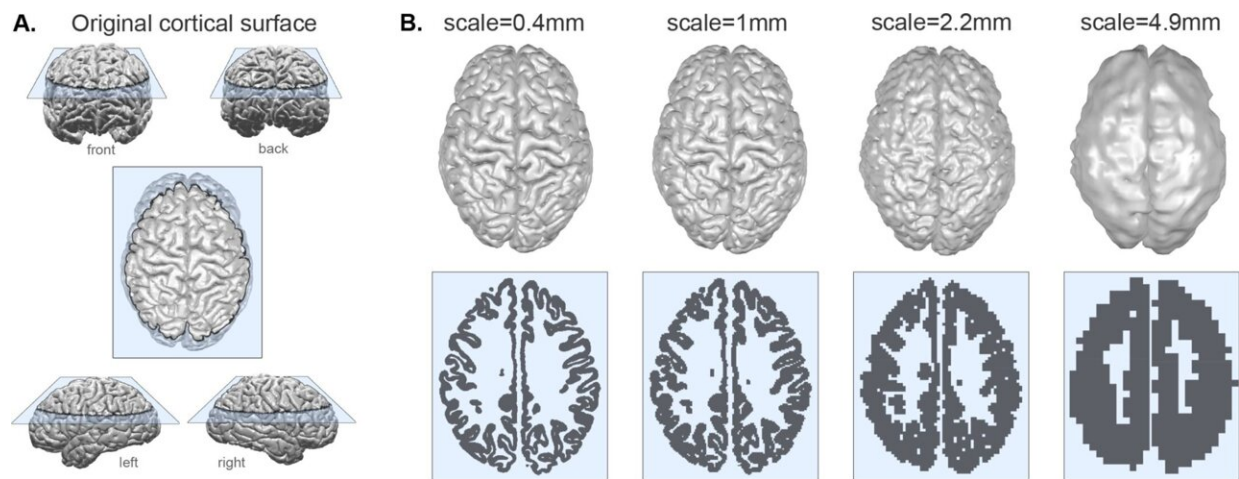 A. Original cortical surface
front back
left right
B. scale=0.4mm scale=1mm scale=2.2mm scale=4.9mm